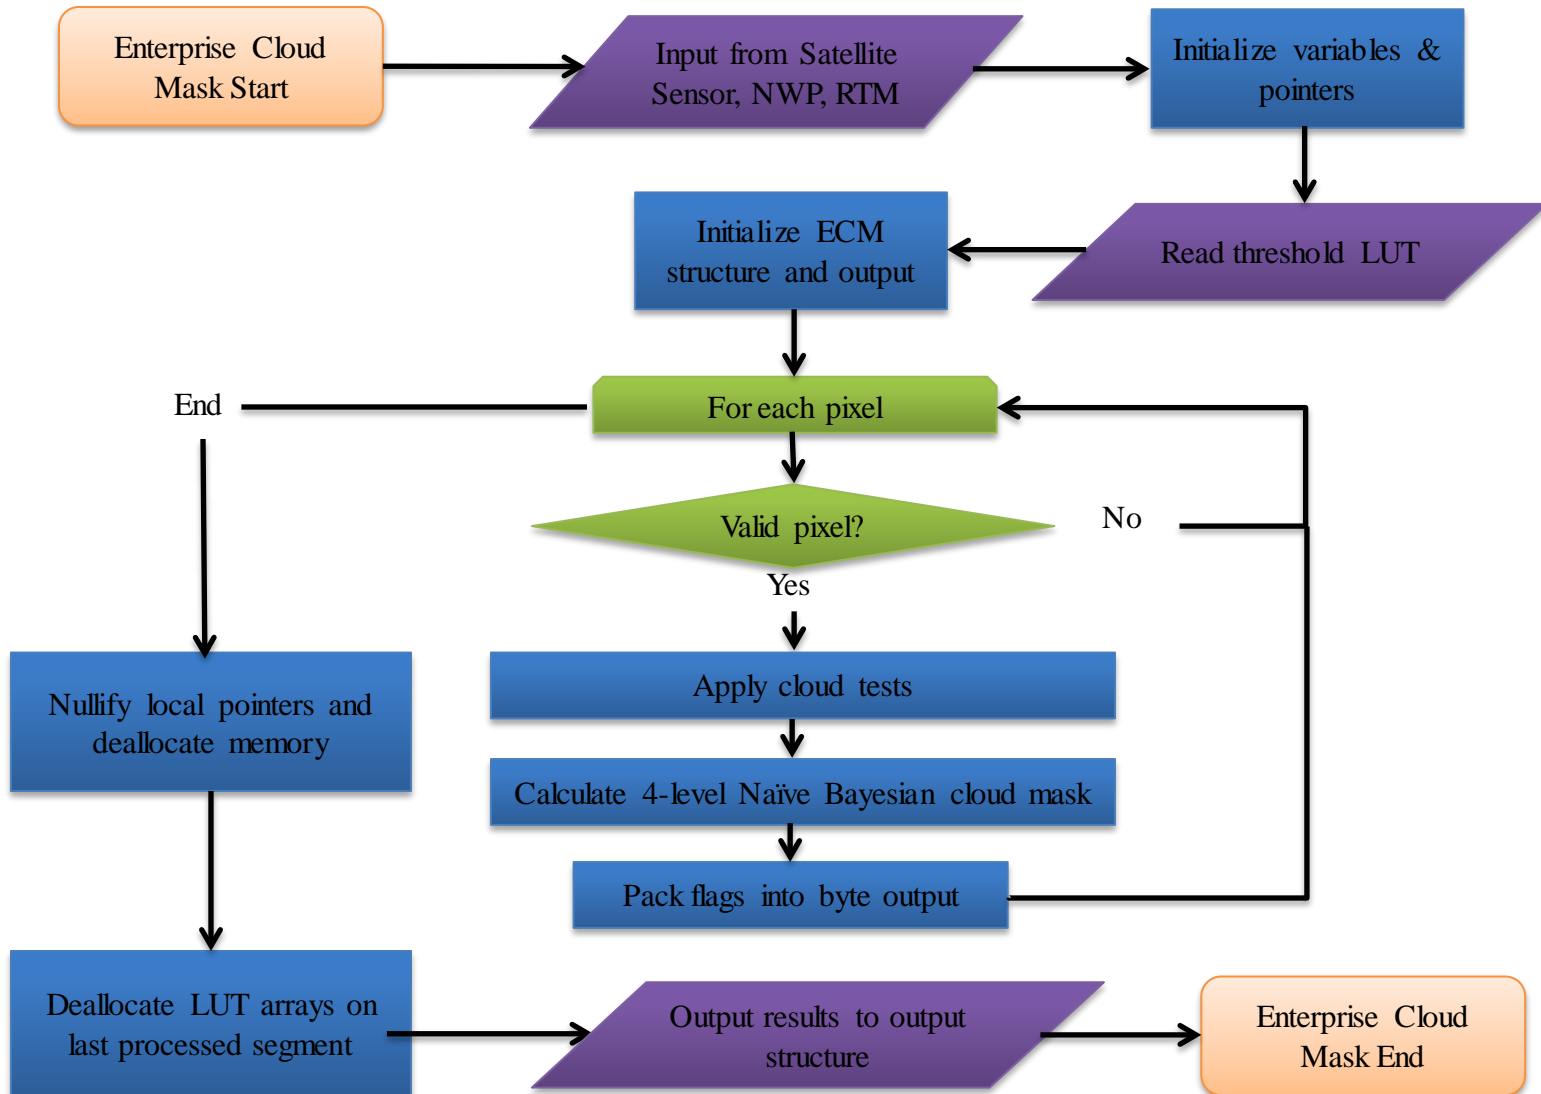 Enterprise Cloud
Mask Start
Input from Satellite
Sensor, NWP, RTM
Initialize variables &
pointers
Read threshold LUT
Initialize ECM
structure and output
For each pixel
End
Valid pixel?
No
Yes
Apply cloud tests
Calculate 4-level Naïve Bayesian cloud mask
Pack flags into byte output
Nullify local pointers and
deallocate memory
Deallocate LUT arrays on
last processed segment
Output results to output
structure
Enterprise Cloud
Mask End